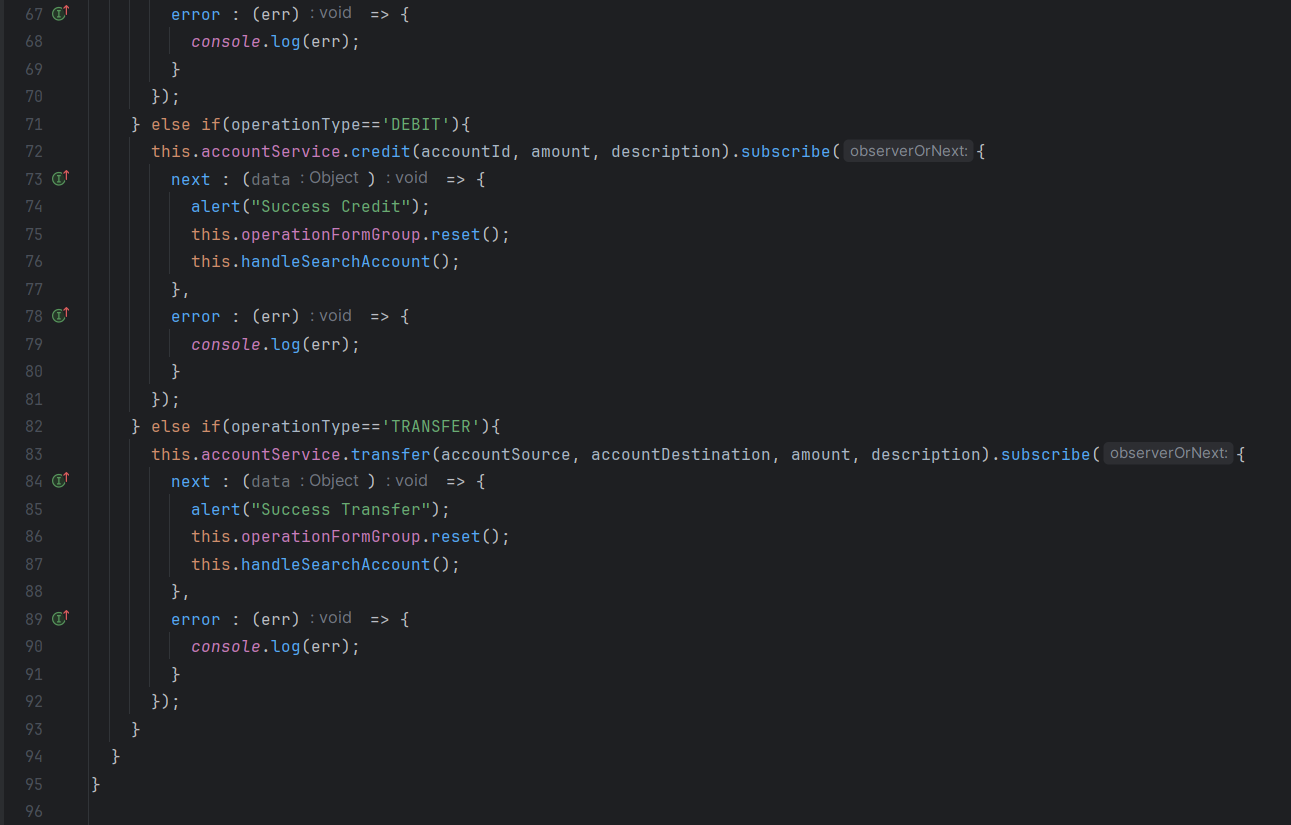 67 error : (err) : void => {
68 console.log(err);
69 }
70 });
71 } else if(operationType=='DEBIT'){
72 this.accountService.credit(accountId, amount, description).subscribe( observerOrNext: {
73 next : (data : Object ) : void => {
74 alert("Success Credit");
75 this.operationFormGroup.reset();
76 this.handleSearchAccount();
77 },
78 error : (err) : void => {
79 console.log(err);
80 }
81 });
82 } else if(operationType=='TRANSFER'){
83 this.accountService.transfer(accountSource, accountDestination, amount, description).subscribe( observerOrNext: {
84 next : (data : Object ) : void => {
85 alert("Success Transfer");
86 this.operationFormGroup.reset();
87 this.handleSearchAccount();
88 },
89 error : (err) : void => {
90 console.log(err);
91 }
92 });
93 }
94 }
95 }
96